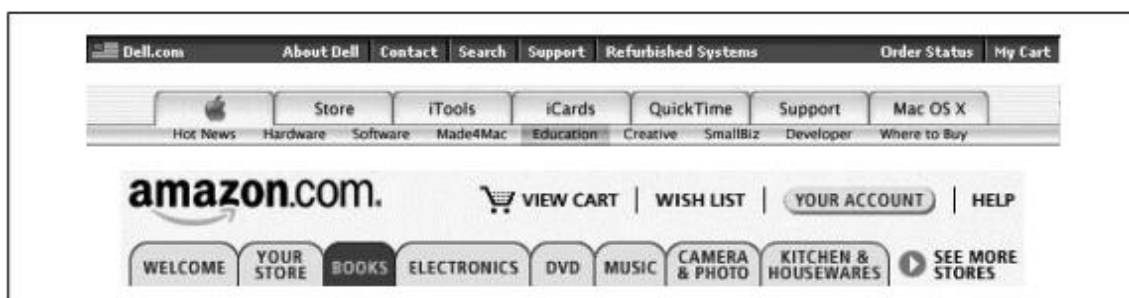 Dell.com About Dell Contact Search Support Refurbished Systems Order Status My Cart
Store iTools iCards QuickTime Support Mac OS X
Hot News Hardware Software Made4Mac Education Creative SmallBiz Developer Where to Buy
amazon.com. VIEW CART | WISH LIST | YOUR ACCOUNT | HELP
WELCOME YOUR STORE BOOKS ELECTRONICS DVD MUSIC CAMERA & PHOTO KITCHEN & HOUSEWARES SEE MORE STORES